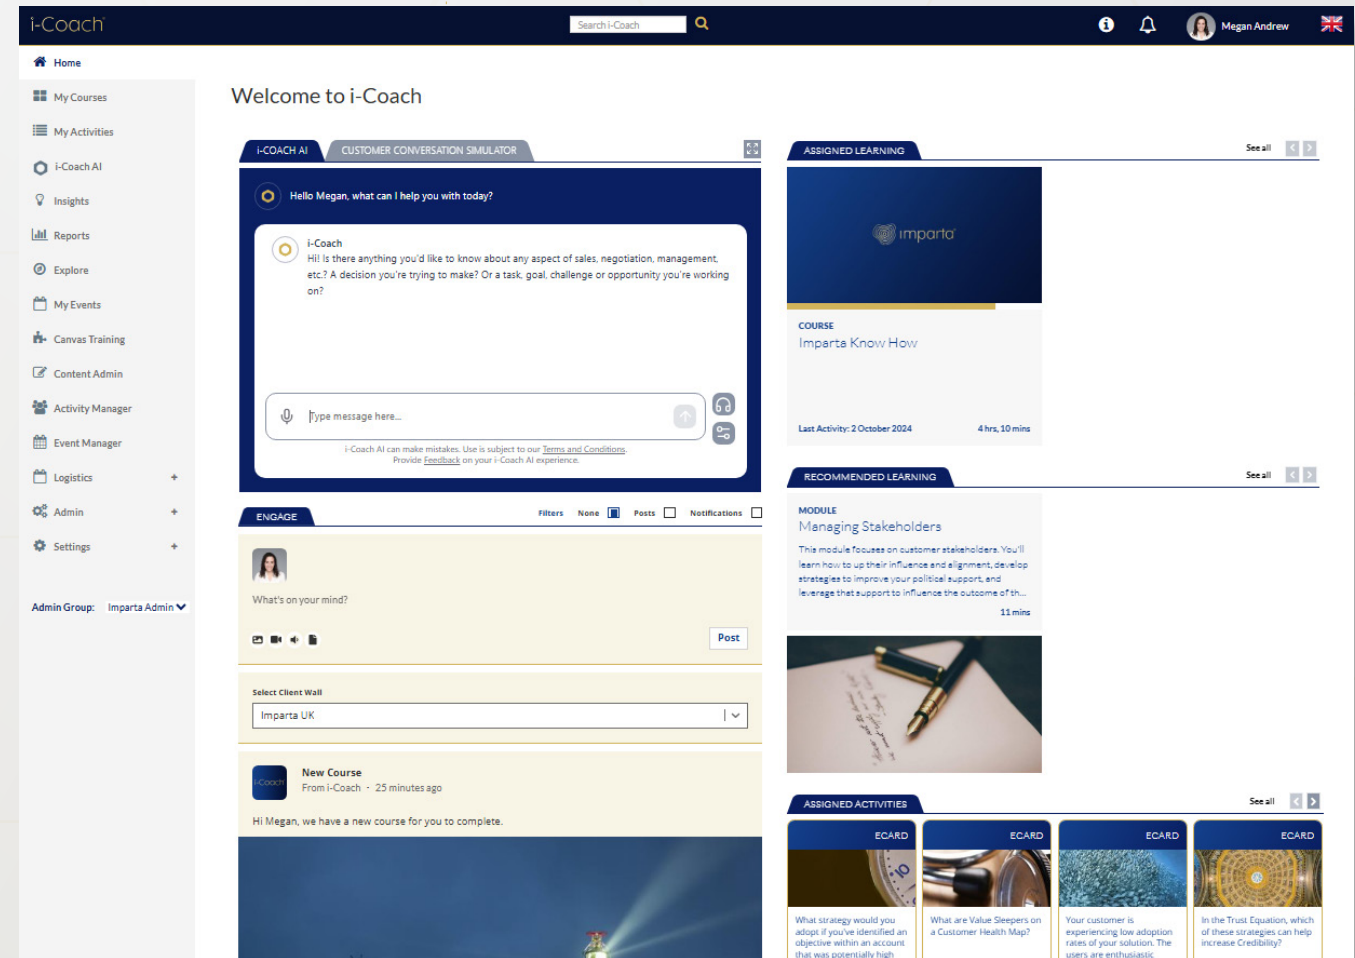 i-Coach
Search i-Coach
Megan Andrew
Home
My Courses
My Activities
i-Coach AI
Insights
Reports
Explore
My Events
Canvas Training
Content Admin
Activity Manager
Event Manager
Logistics +
Admin +
Settings +
Admin Group: Imparta Admin
Welcome to i-Coach
i-COACH AI
CUSTOMER CONVERSATION SIMULATOR
Hello Megan, what can I help you with today?
i-Coach
Hi! Is there anything you'd like to know about any aspect of sales, negotiation, management,
etc.? A decision you're trying to make? Or a task, goal, challenge or opportunity you're working
on?
Type message here...
i-Coach AI can make mistakes. Use is subject to our Terms and Conditions.
Provide Feedback on your i-Coach AI experience.
ENGAGE
Filters None Posts Notifications
What's on your mind?
Post
Select Client Wall
Imparta UK
i-Coach
New Course
From i-Coach - 25 minutes ago
Hi Megan, we have a new course for you to complete.
ASSIGNED LEARNING
See all
imparta
COURSE
Imparta Know How
Last Activity: 2 October 2024
4 hrs, 10 mins
RECOMMENDED LEARNING
See all
MODULE
Managing Stakeholders
This module focuses on customer stakeholders. You'll
learn how to up their influence and alignment, develop
strategies to improve your political support, and
leverage that support to influence the outcome of th...
11 mins
ASSIGNED ACTIVITIES
See all
ECARD
10
What strategy would you
adopt if you've identified an
objective within an account
that was potentially high
ECARD
What are Value Sleepers on
a Customer Health Map?
ECARD
Your customer is
experiencing low adoption
rates of your solution. The
users are enthusiastic
ECARD
In the Trust Equation, which
of these strategies can help
increase Credibility?